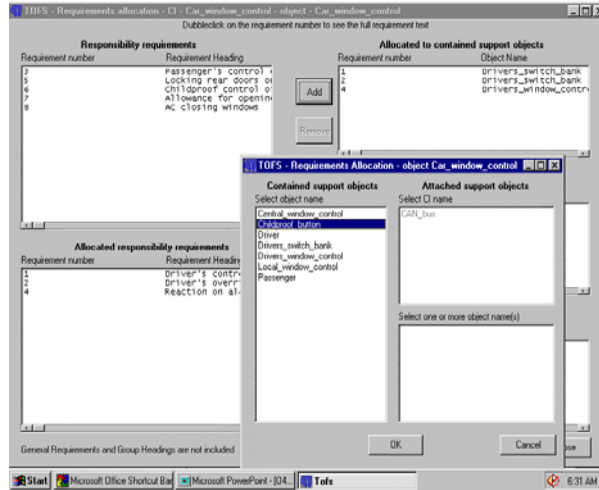 TOFS - Requirements allocation - CI - Car_window_control - object - Car_window_control
Dubbleclick on the requirement number to see the full requirement text
Responsibility requirements
Requirement number Requirement Heading
3 Passenger's control
5 Locking rear doors
6 Childproof control
7 Allowance for openin
8 AC closing windows
Add
Remove
Allocated to contained support objects
Requirement number Object Name
1 Drivers_switch_bank
2 Drivers_switch_bank
4 Drivers_window_contr
Allocated responsibility requirements
Requirement number Requirement Heading
1 Driver's contr
2 Driver's overr
4 Reaction on al
General Requirements and Group Headings are not included
TOFS - Requirements Allocation - object Car_window_control
Contained support objects
Select object name
Central_window_control
Childproof_button
Driver
Drivers_switch_bank
Drivers_window_control
Local_window_control
Passenger
Attached support objects
Select CI name
CAN_bus
Select one or more object name(s)
OK
Cancel
Start
Microsoft Office Shortcut Bar
Microsoft PowerPoint - [04...
Tofs
6:31 AM